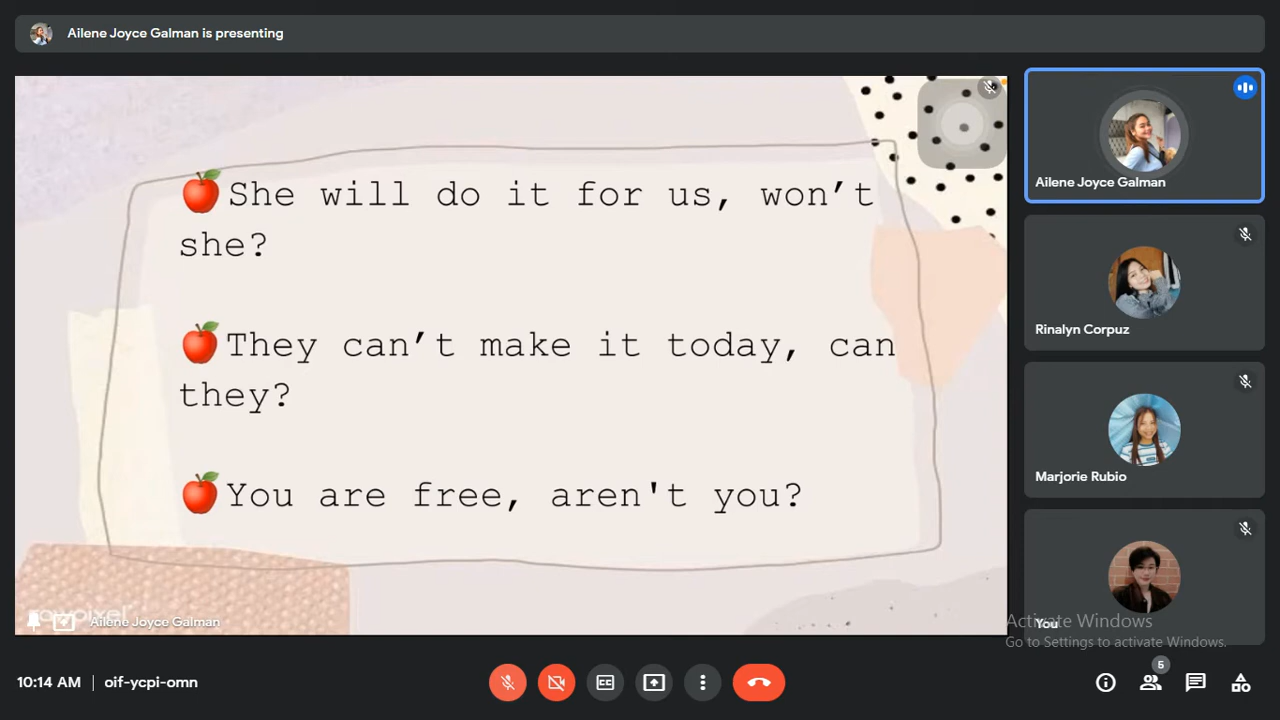 Ailene Joyce Galman is presenting
She will do it for us, won’t
she?
They can’t make it today, can
they?
You are free, aren't you?
rawpixel
Ailene Joyce Galman
Ailene Joyce Galman
Rinalyn Corpuz
Marjorie Rubio
You
Activate Windows
Go to Settings to activate Windows.
10:14 AM | oif-ycpi-omn
CC
5